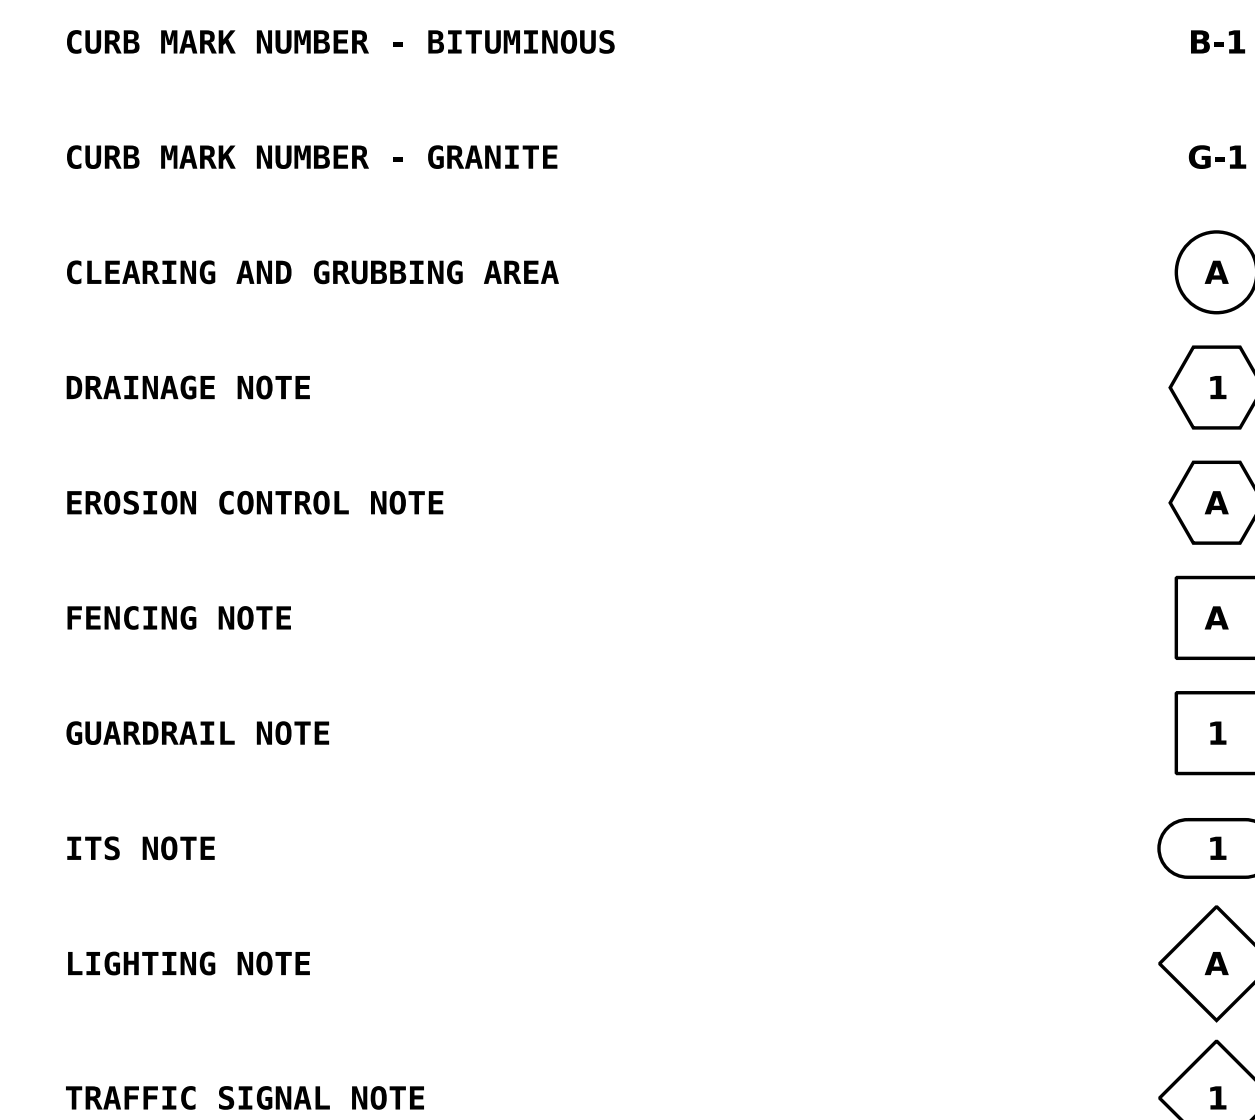 CURB MARK NUMBER - BITUMINOUS B-1
CURB MARK NUMBER - GRANITE G-1
CLEARING AND GRUBBING AREA A
DRAINAGE NOTE 1
EROSION CONTROL NOTE A
FENCING NOTE A
GUARDRAIL NOTE 1
ITS NOTE 1
LIGHTING NOTE A
TRAFFIC SIGNAL NOTE 1